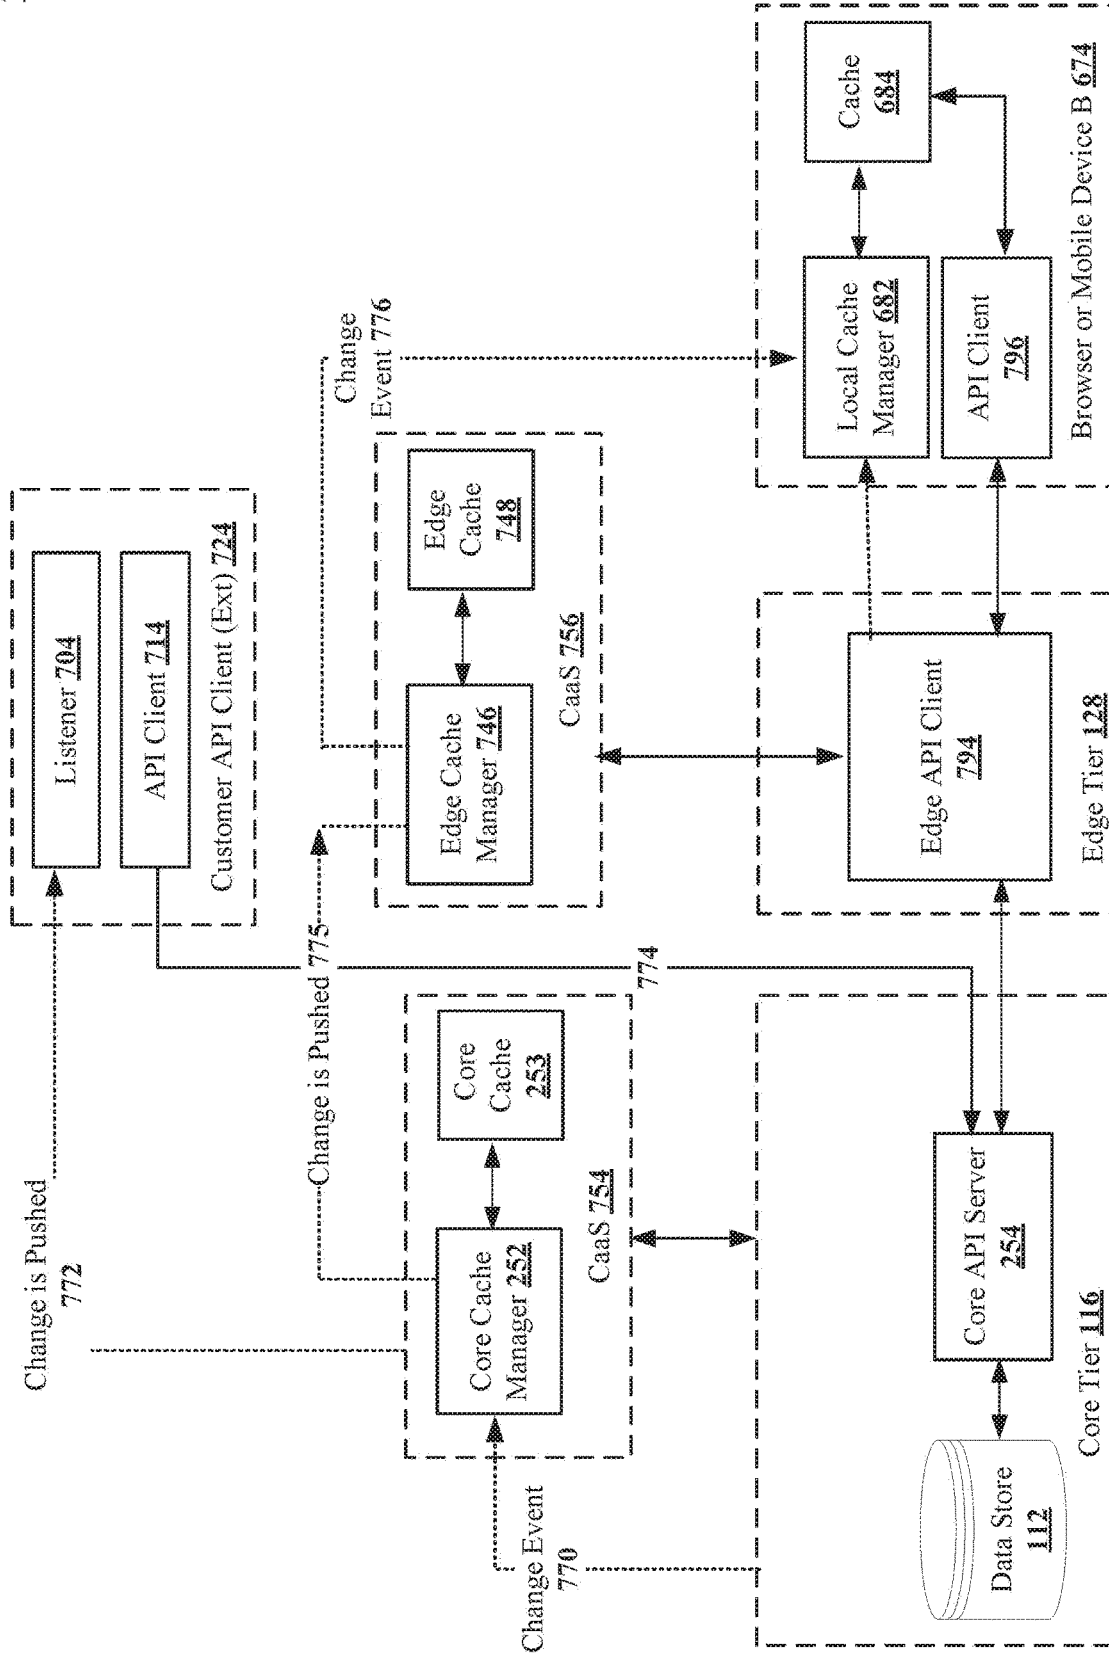 Change is Pushed
772
Listener 704
API Client 714
Customer API Client (Ext) 724
Change Event
770
Core Cache
Manager 252
Core
Cache
253
CaaS 754
Change is Pushed 775
Edge Cache
Manager 746
Edge
Cache
748
CaaS 756
Change
Event 776
774
Data Store
112
Core API Server
254
Core Tier 116
Edge API Client
794
Edge Tier 128
Local Cache
Manager 682
Cache
684
API Client
796
Browser or Mobile Device B 674